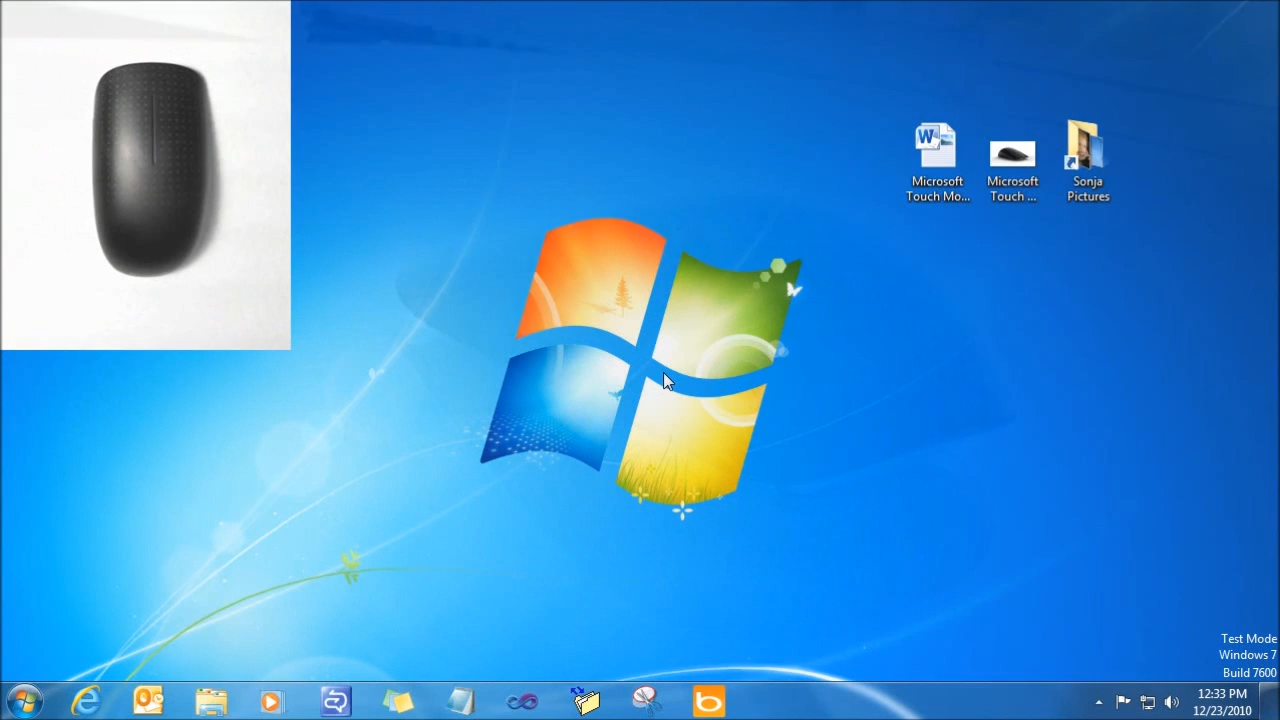 Microsoft
Touch Mo...
Microsoft
Touch ...
Sonja
Pictures
Test Mode
Windows 7
Build 7600
12:33 PM
12/23/2010